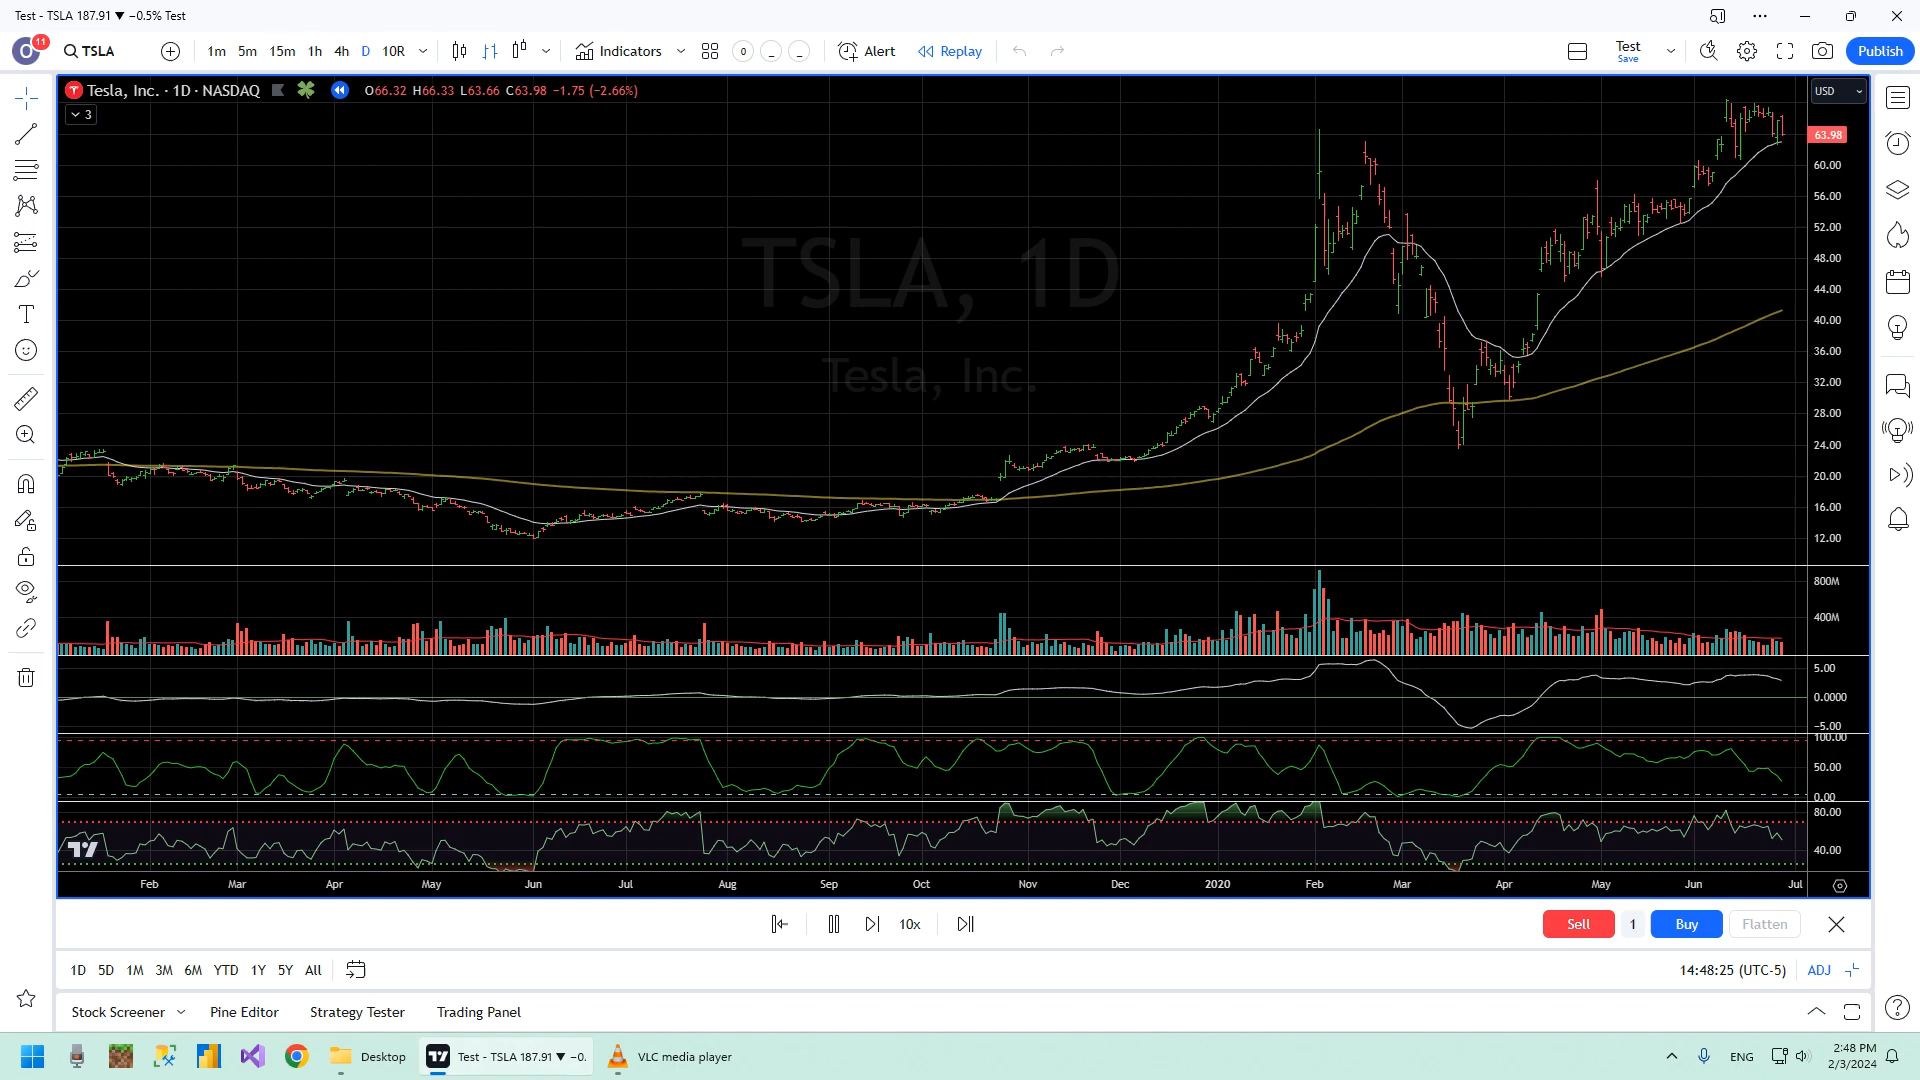 Test - TSLA 187.91 ▼ −0.5% Test
O 11 TSLA 1m 5m 15m 1h 4h D 10R Indicators 0 Alert Replay Test Save Publish
Tesla, Inc. · 1D · NASDAQ O66.32 H66.33 L63.66 C63.98 −1.75 (−2.66%) USD
3
TSLA, 1D
Tesla, Inc.
63.98
60.00
56.00
52.00
48.00
44.00
40.00
36.00
32.00
28.00
24.00
20.00
16.00
12.00
800M
400M
5.00
0.0000
−5.00
100.00
50.00
0.00
80.00
40.00
Feb Mar Apr May Jun Jul Aug Sep Oct Nov Dec 2020 Feb Mar Apr May Jun Jul
10x Sell 1 Buy Flatten
1D 5D 1M 3M 6M YTD 1Y 5Y All 14:48:25 (UTC-5) ADJ
Stock Screener Pine Editor Strategy Tester Trading Panel
Desktop Test - TSLA 187.91 ▼ −0. VLC media player ENG 2:48 PM
2/3/2024